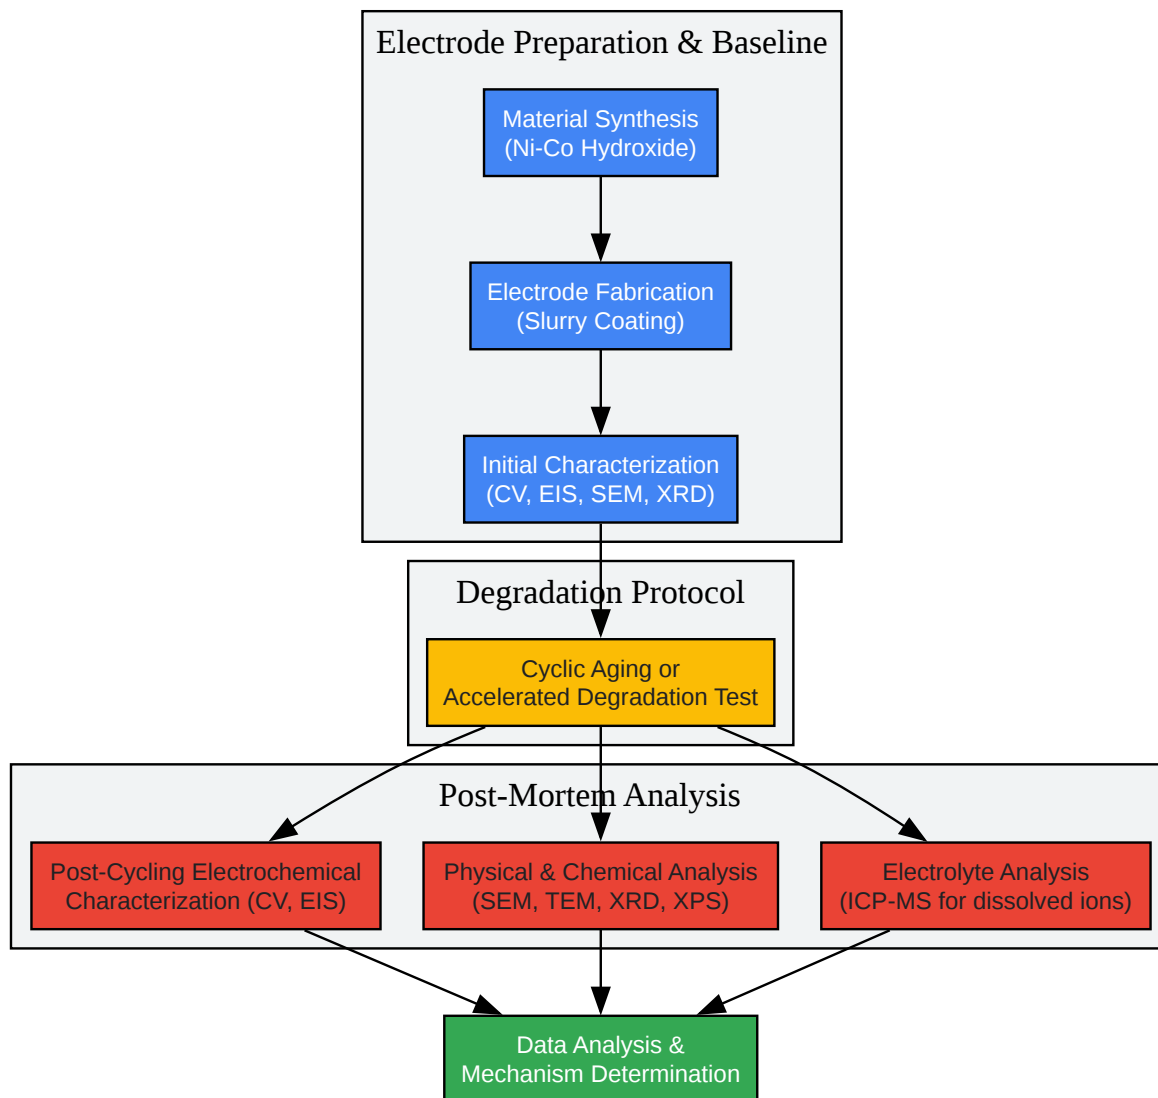 Electrode Preparation & Baseline
Material Synthesis
(Ni-Co Hydroxide)
Electrode Fabrication
(Slurry Coating)
Initial Characterization
(CV, EIS, SEM, XRD)
Degradation Protocol
Cyclic Aging or
Accelerated Degradation Test
Post-Mortem Analysis
Post-Cycling Electrochemical
Characterization (CV, EIS)
Physical & Chemical Analysis
(SEM, TEM, XRD, XPS)
Electrolyte Analysis
(ICP-MS for dissolved ions)
Data Analysis &
Mechanism Determination